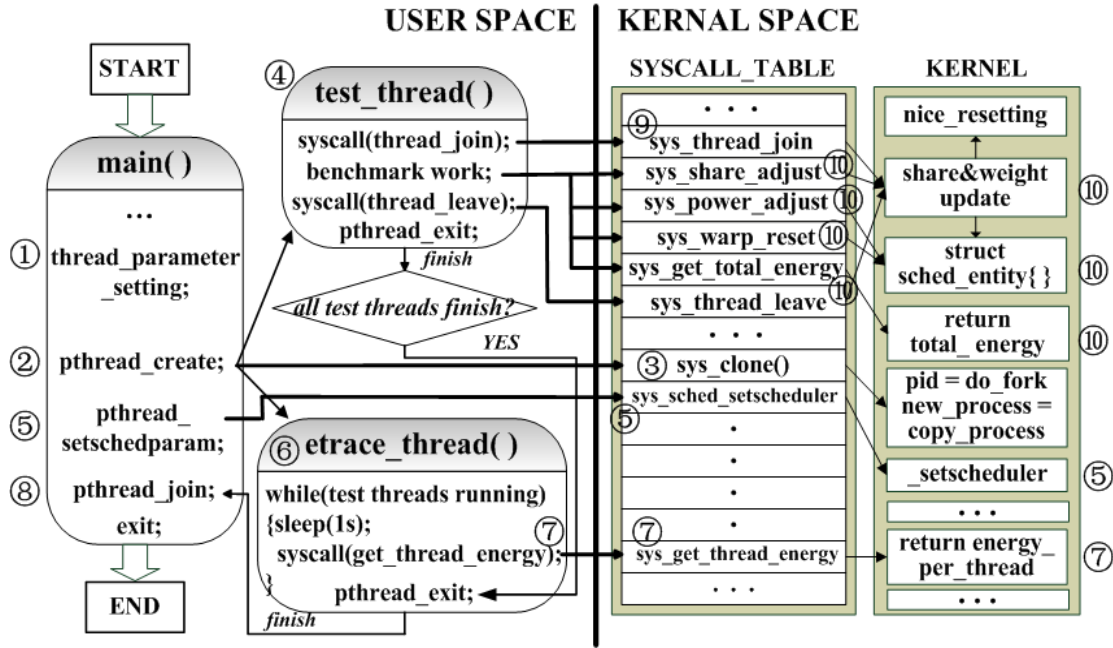 USER SPACE
KERNAL SPACE
START
main( )
...
①
thread_parameter
_setting;
②
pthread_create;
⑤
pthread_
setschedparam;
⑧
pthread_join;
exit;
END
④
test_thread( )
syscall(thread_join);
benchmark work;
syscall(thread_leave);
pthread_exit;
finish
all test threads finish?
YES
⑥
etrace_thread( )
while(test threads running)
{sleep(1s);
⑦
syscall(get_thread_energy);
}
pthread_exit;
finish
SYSCALL_TABLE
. . .
⑨
sys_thread_join
sys_share_adjust
⑩
sys_power_adjust
⑩
sys_warp_reset
⑩
sys_get_total_energy
sys_thread_leave
⑩
. . .
③
sys_clone()
sys_sched_setscheduler
⑤
.
.
.
.
⑦
sys_get_thread_energy
. . .
KERNEL
nice_resetting
share&weight
update
⑩
struct
sched_entity{ }
⑩
return
total_energy
⑩
pid = do_fork
new_process =
copy_process
_setscheduler
⑤
. . .
return energy_
per_thread
⑦
. . .